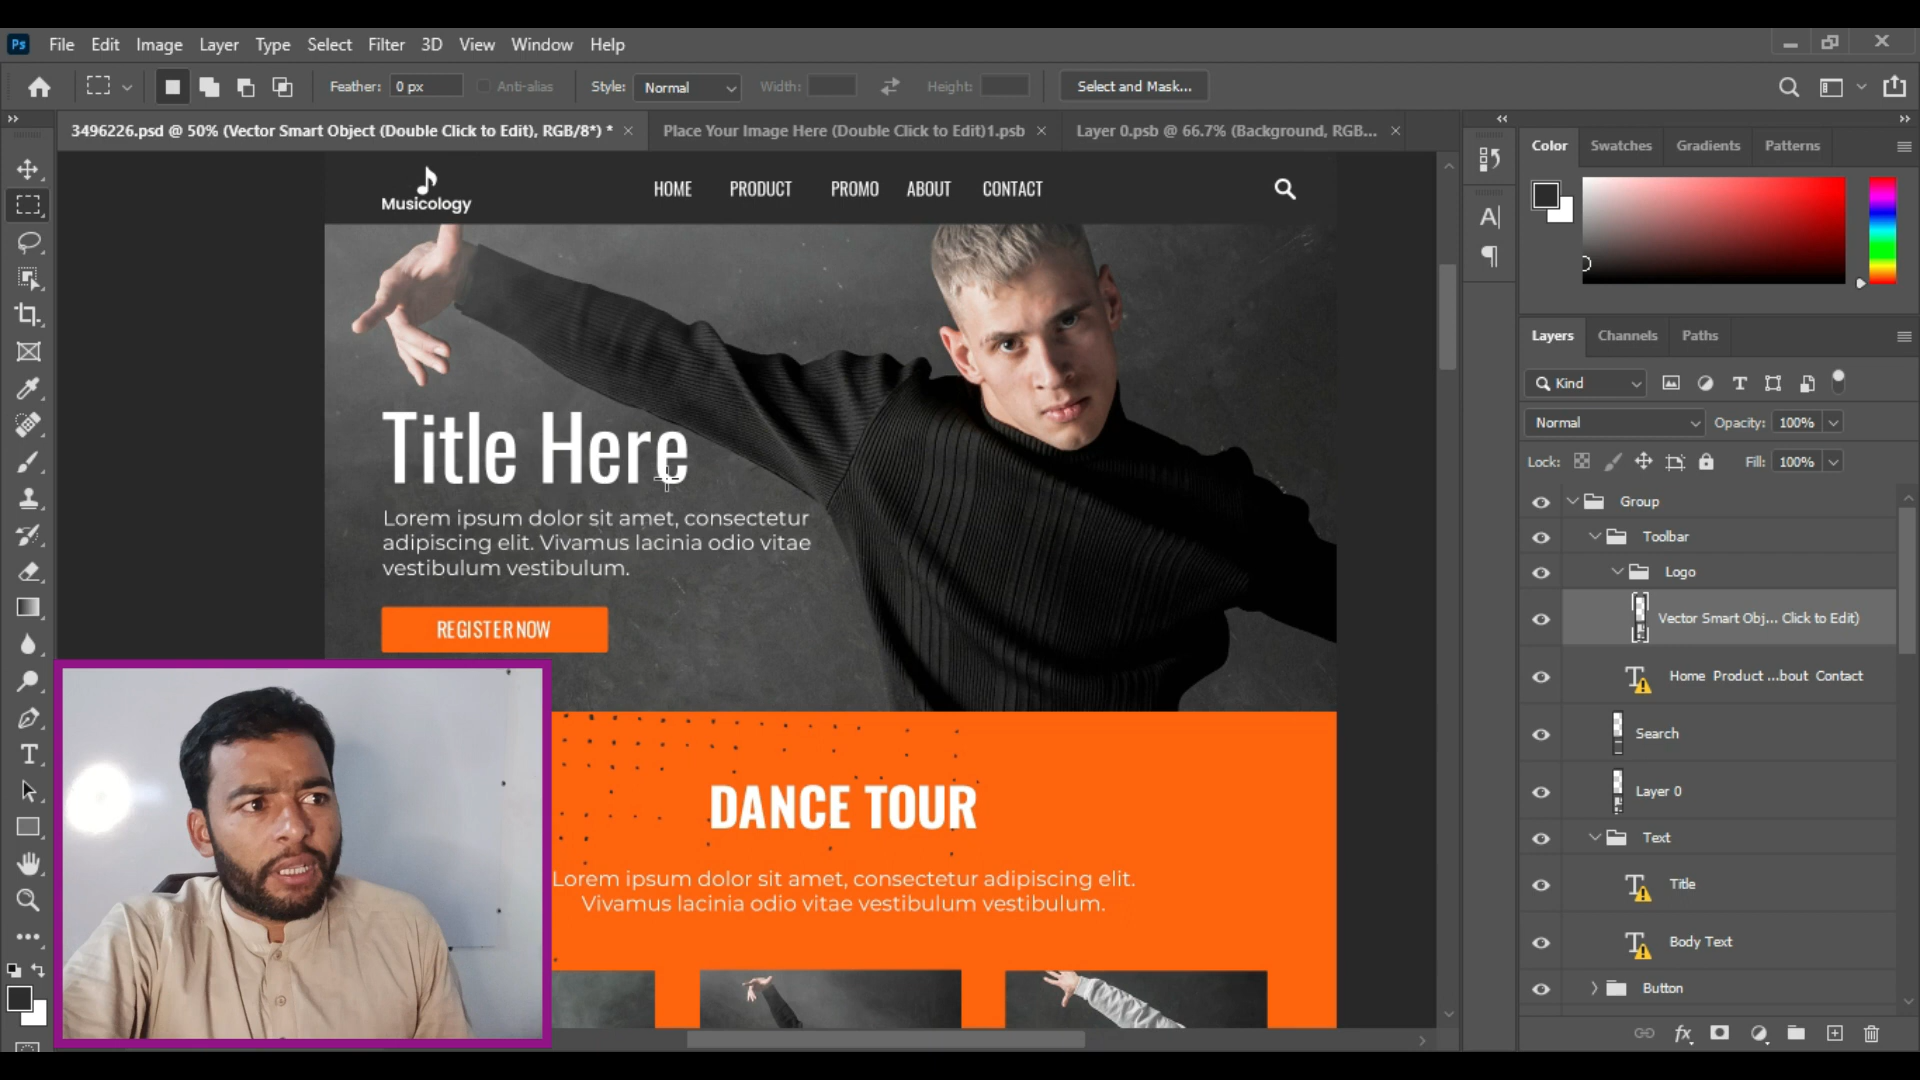 Ps File Edit Image Layer Type Select Filter 3D View Window Help
Feather: 0 px Anti-alias Style: Normal Width: Height: Select and Mask...
3496226.psd @ 50% (Vector Smart Object (Double Click to Edit), RGB/8*) * Place Your Image Here (Double Click to Edit)1.psb Layer 0.psb @ 66.7% (Background, RGB...
Musicology
HOME PRODUCT PROMO ABOUT CONTACT
Title Here
Lorem ipsum dolor sit amet, consectetur
adipiscing elit. Vivamus lacinia odio vitae
vestibulum vestibulum.
REGISTER NOW
DANCE TOUR
Lorem ipsum dolor sit amet, consectetur adipiscing elit.
Vivamus lacinia odio vitae vestibulum vestibulum.
Color Swatches Gradients Patterns
Layers Channels Paths
Kind
Normal Opacity: 100%
Lock: Fill: 100%
Group
Toolbar
Logo
Vector Smart Obj... Click to Edit)
Home Product ...bout Contact
Search
Layer 0
Text
Title
Body Text
Button
fx